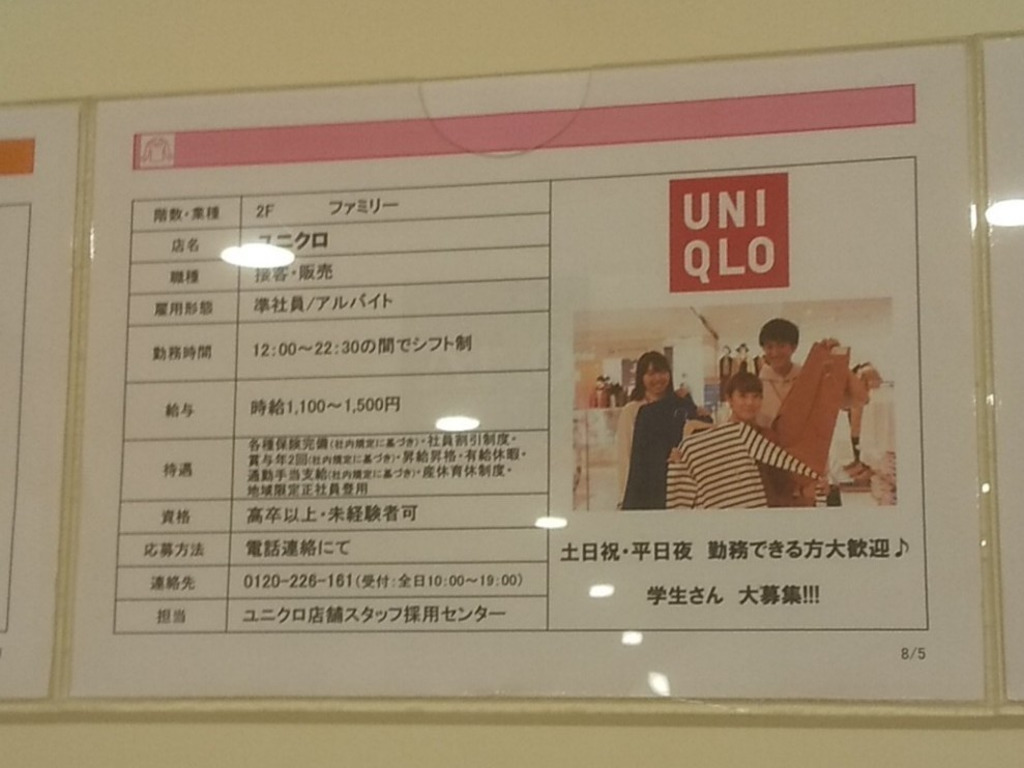 階数・業種 2F ファミリー
店名 ユニクロ
職種 接客・販売
雇用形態 準社員/アルバイト
勤務時間 12:00～22:30の間でシフト制
給与 時給1,100～1,500円
待遇 各種保険完備(社内規定に基づき)・社員割引制度・
賞与年2回(社内規定に基づき)・昇給昇格・有給休暇・
通勤手当支給(社内規定に基づき)・産休育休制度・
地域限定正社員登用
資格 高卒以上・未経験者可
応募方法 電話連絡にて
連絡先 0120-226-161(受付:全日10:00～19:00)
担当 ユニクロ店舗スタッフ採用センター
UNI
QLO
土日祝・平日夜 勤務できる方大歓迎♪
学生さん 大募集!!!
8/5